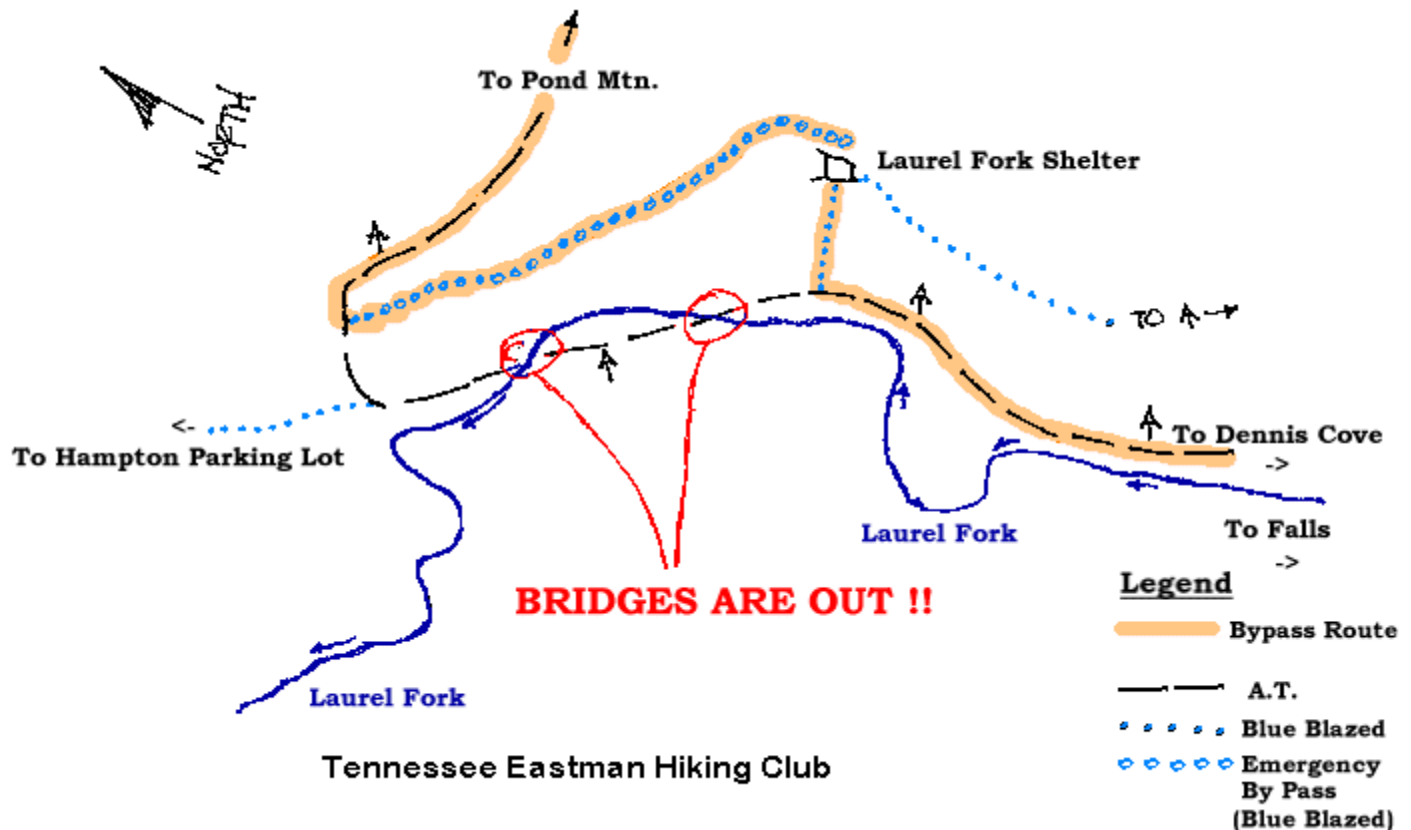 To Pond Mtn.
NORTH
Laurel Fork Shelter
TO A→
<-
To Hampton Parking Lot
To Dennis Cove
->
Laurel Fork
To Falls
->
BRIDGES ARE OUT !!
Laurel Fork
Tennessee Eastman Hiking Club
Legend
Bypass Route
A.T.
Blue Blazed
Emergency
By Pass
(Blue Blazed)